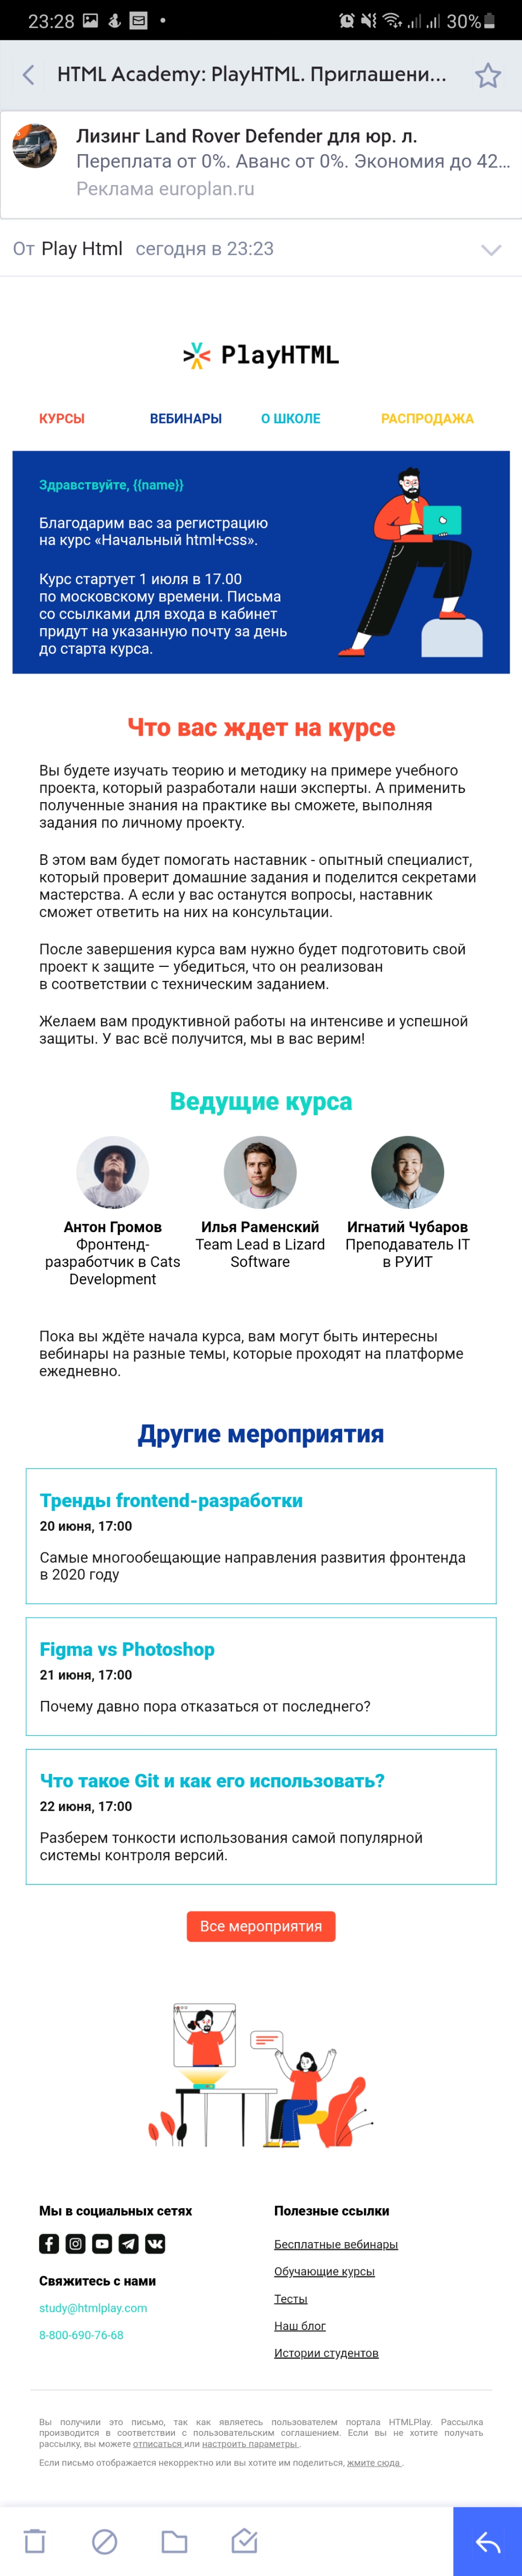 23:28
30%
HTML Academy: PlayHTML. Приглашени...
Лизинг Land Rover Defender для юр. л.
Переплата от 0%. Аванс от 0%. Экономия до 42...
Реклама europlan.ru
От Play Html сегодня в 23:23
PlayHTML
КУРСЫ ВЕБИНАРЫ О ШКОЛЕ РАСПРОДАЖА
Здравствуйте, {{name}}
Благодарим вас за регистрацию
на курс «Начальный html+css».
Курс стартует 1 июля в 17.00
по московскому времени. Письма
со ссылками для входа в кабинет
придут на указанную почту за день
до старта курса.
Что вас ждет на курсе
Вы будете изучать теорию и методику на примере учебного
проекта, который разработали наши эксперты. А применить
полученные знания на практике вы сможете, выполняя
задания по личному проекту.
В этом вам будет помогать наставник - опытный специалист,
который проверит домашние задания и поделится секретами
мастерства. А если у вас останутся вопросы, наставник
сможет ответить на них на консультации.
После завершения курса вам нужно будет подготовить свой
проект к защите — убедиться, что он реализован
в соответствии с техническим заданием.
Желаем вам продуктивной работы на интенсиве и успешной
защиты. У вас всё получится, мы в вас верим!
Ведущие курса
Антон Громов
Фронтенд-
разработчик в Cats
Development
Илья Раменский
Team Lead в Lizard
Software
Игнатий Чубаров
Преподаватель IT
в РУИТ
Пока вы ждёте начала курса, вам могут быть интересны
вебинары на разные темы, которые проходят на платформе
ежедневно.
Другие мероприятия
Тренды frontend-разработки
20 июня, 17:00
Самые многообещающие направления развития фронтенда
в 2020 году
Figma vs Photoshop
21 июня, 17:00
Почему давно пора отказаться от последнего?
Что такое Git и как его использовать?
22 июня, 17:00
Разберем тонкости использования самой популярной
системы контроля версий.
Все мероприятия
Мы в социальных сетях
Свяжитесь с нами
study@htmlplay.com
8-800-690-76-68
Полезные ссылки
Бесплатные вебинары
Обучающие курсы
Тесты
Наш блог
Истории студентов
Вы получили это письмо, так как являетесь пользователем портала HTMLPlay. Рассылка
производится в соответствии с пользовательским соглашением. Если вы не хотите получать
рассылку, вы можете отписаться или настроить параметры .
Если письмо отображается некорректно или вы хотите им поделиться, жмите сюда .